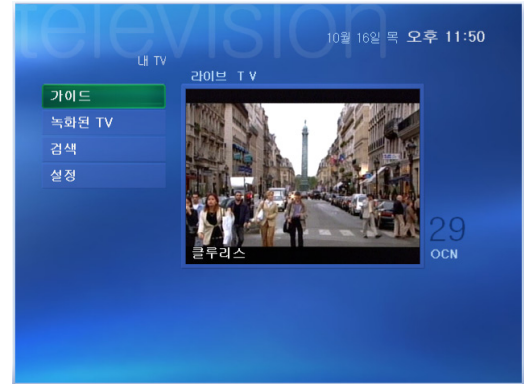 television
10월 16일 목 오후 11:50
내 TV
라이브 TV
가이드
녹화된 TV
검색
설정
클루리스
29
OCN